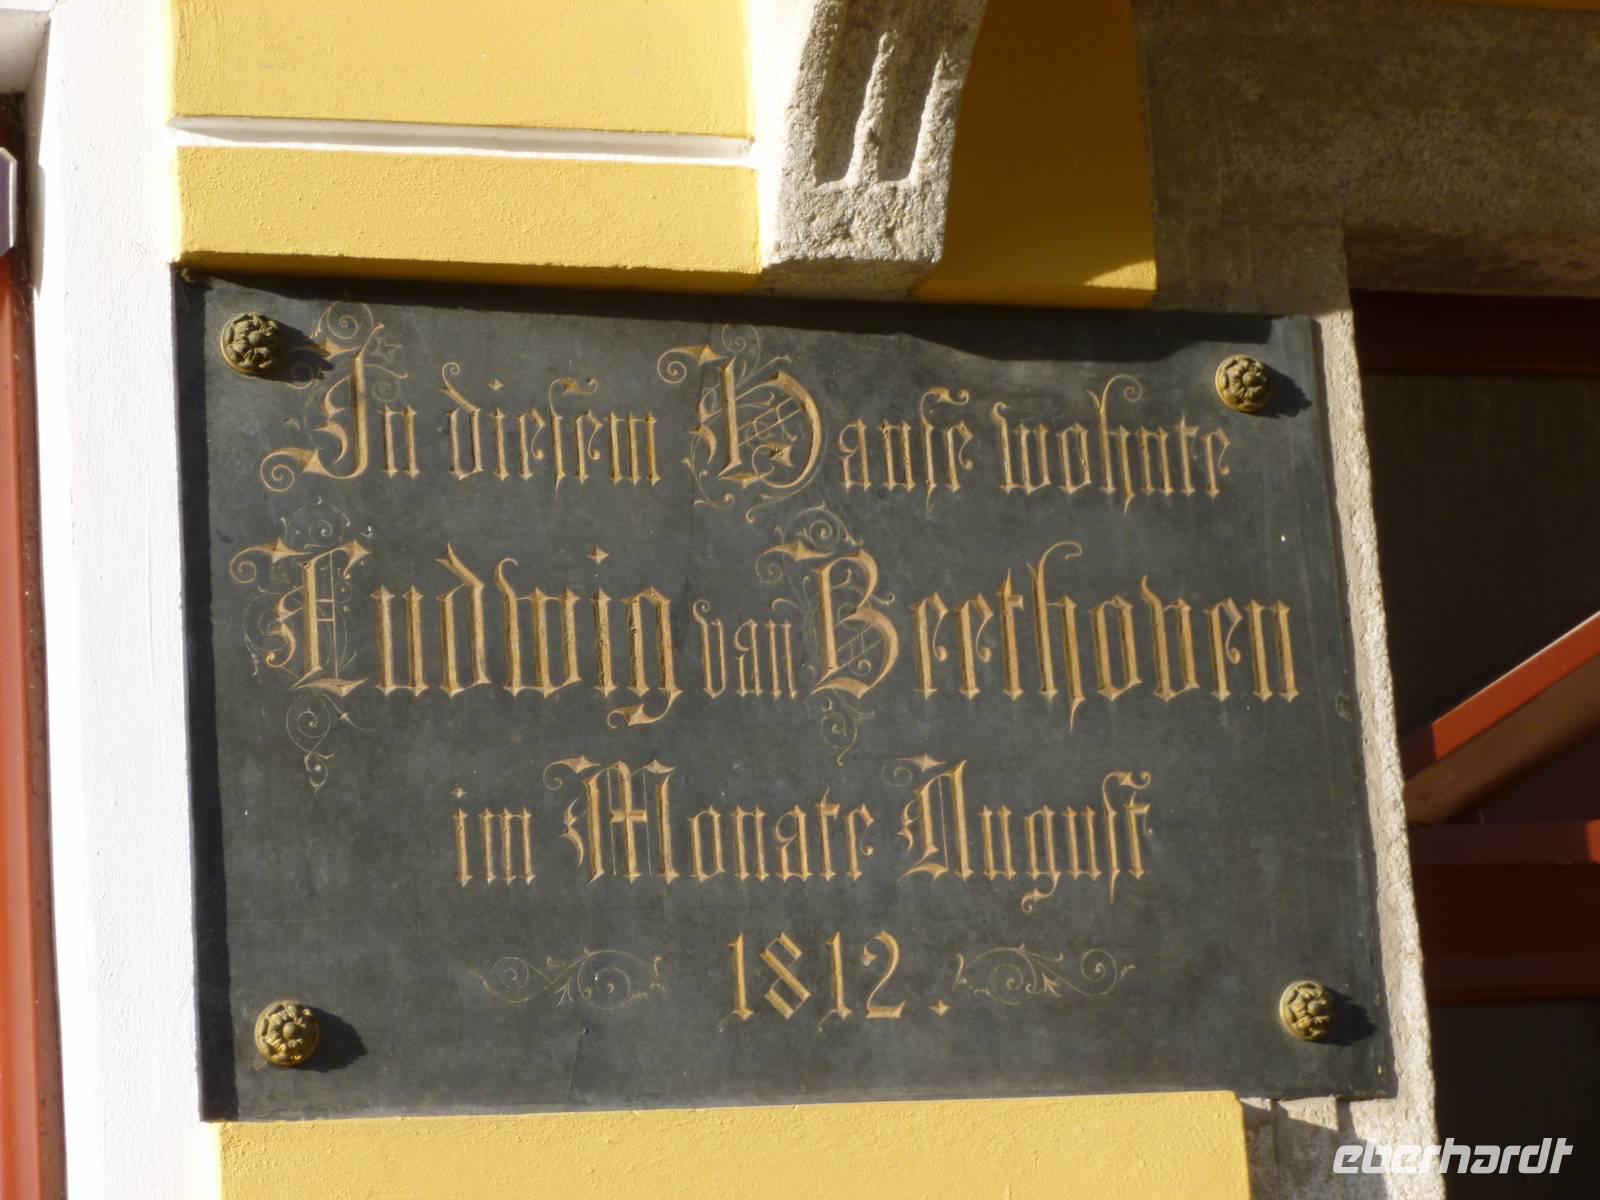 In diesem Hause wohnte
Ludwig van Beethoven
im Monate August
1812.
eberhardt